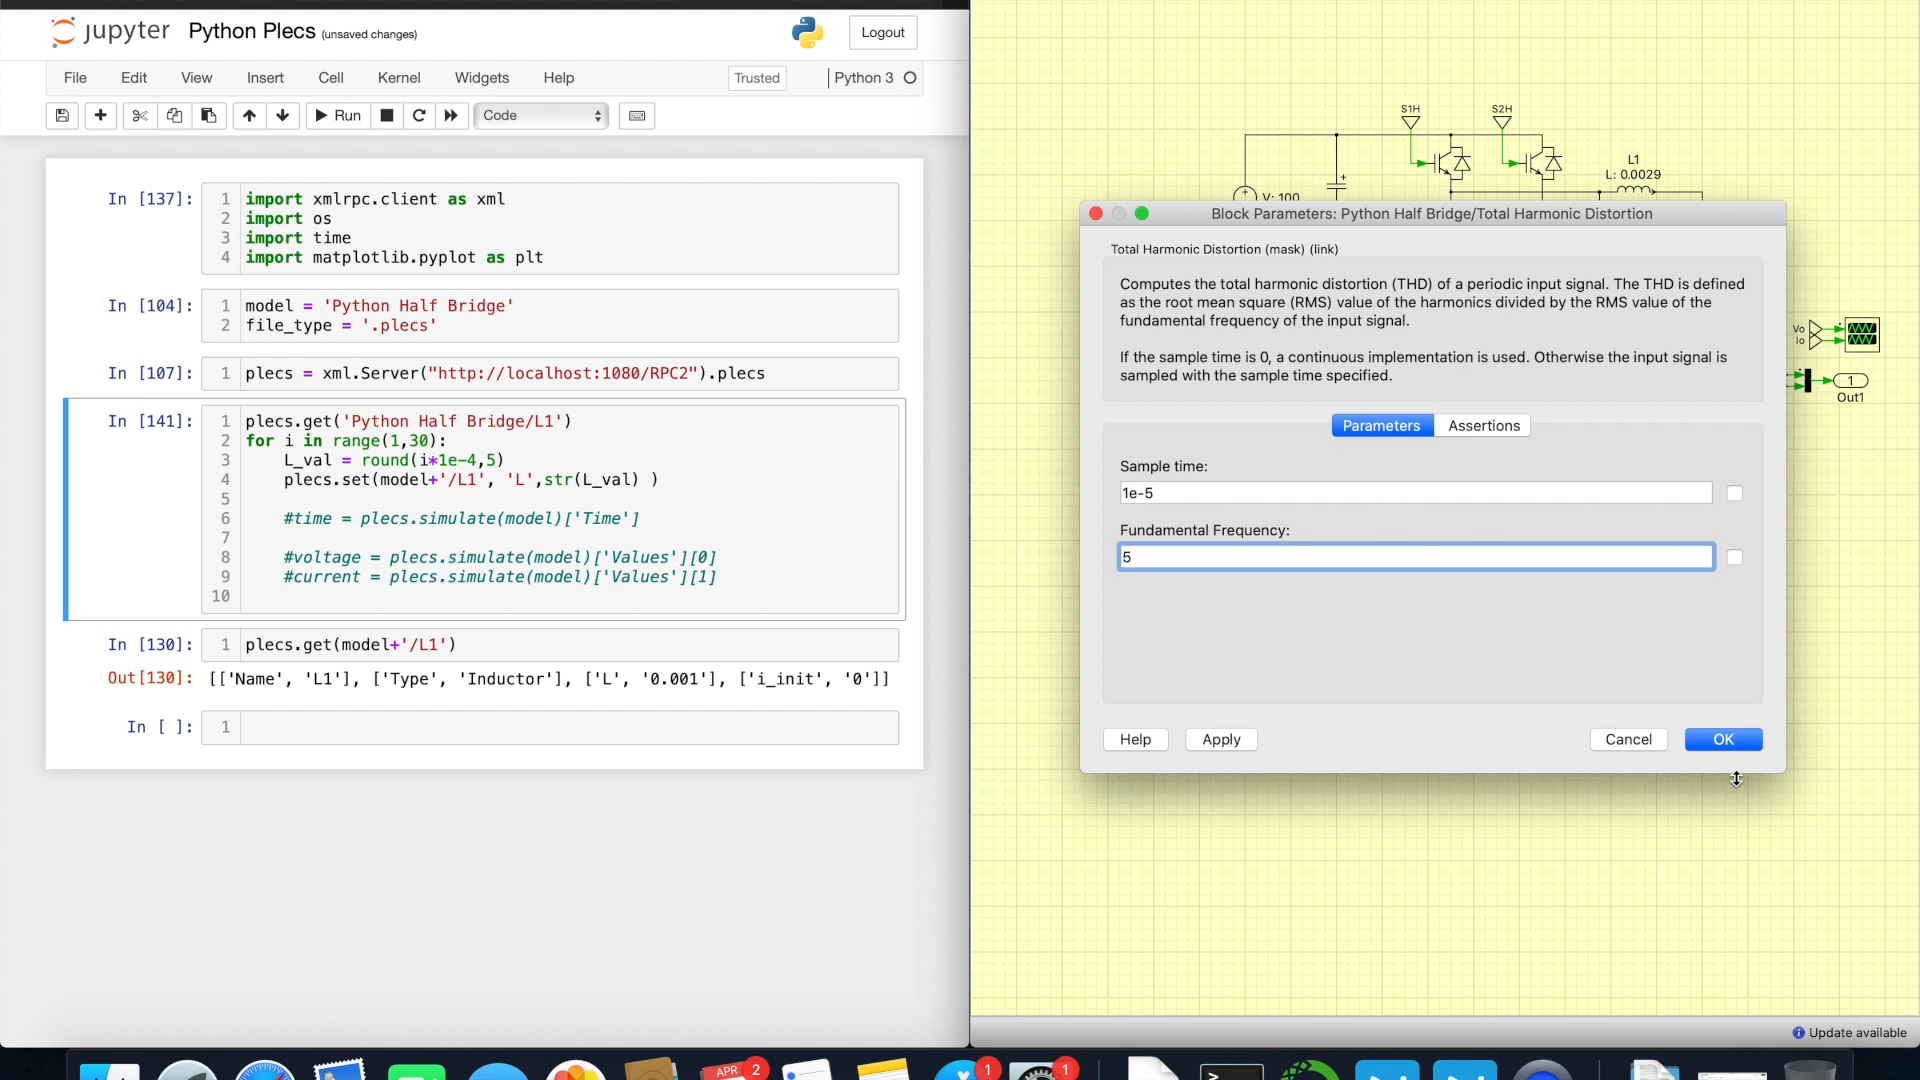 jupyter Python Plecs (unsaved changes)
Logout
File Edit View Insert Cell Kernel Widgets Help Trusted Python 3
Run Code
In [137]: 1 import xmlrpc.client as xml
2 import os
3 import time
4 import matplotlib.pyplot as plt
In [104]: 1 model = 'Python Half Bridge'
2 file_type = '.plecs'
In [107]: 1 plecs = xml.Server("http://localhost:1080/RPC2").plecs
In [141]: 1 plecs.get('Python Half Bridge/L1')
2 for i in range(1,30):
3 L_val = round(i*1e-4,5)
4 plecs.set(model+'/L1', 'L',str(L_val) )
5
6 #time = plecs.simulate(model)['Time']
7
8 #voltage = plecs.simulate(model)['Values'][0]
9 #current = plecs.simulate(model)['Values'][1]
10
In [130]: 1 plecs.get(model+'/L1')
Out[130]: [['Name', 'L1'], ['Type', 'Inductor'], ['L', '0.001'], ['i_init', '0']]
In [ ]: 1
S1H S2H
L1
L: 0.0029
V: 100
Block Parameters: Python Half Bridge/Total Harmonic Distortion
Total Harmonic Distortion (mask) (link)
Computes the total harmonic distortion (THD) of a periodic input signal. The THD is defined
as the root mean square (RMS) value of the harmonics divided by the RMS value of the
fundamental frequency of the input signal.
If the sample time is 0, a continuous implementation is used. Otherwise the input signal is
sampled with the sample time specified.
Parameters Assertions
Sample time:
1e-5
Fundamental Frequency:
5
Help Apply Cancel OK
Vo
Io
1
Out1
Update available
APR 2
1
1